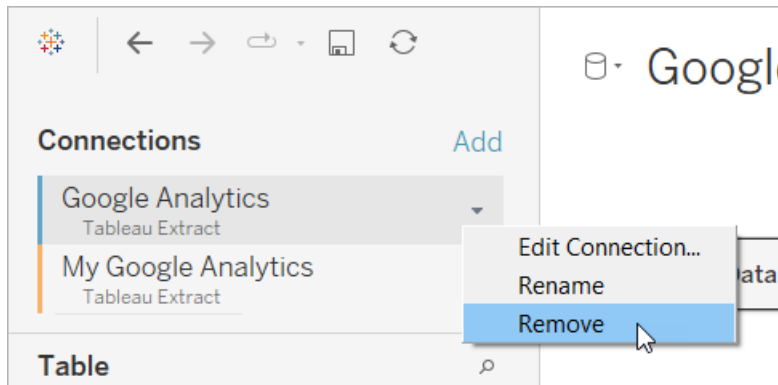 Googl
Connections Add
Google Analytics
Tableau Extract
My Google Analytics
Tableau Extract
Edit Connection...
Rename
Remove
Data
Table